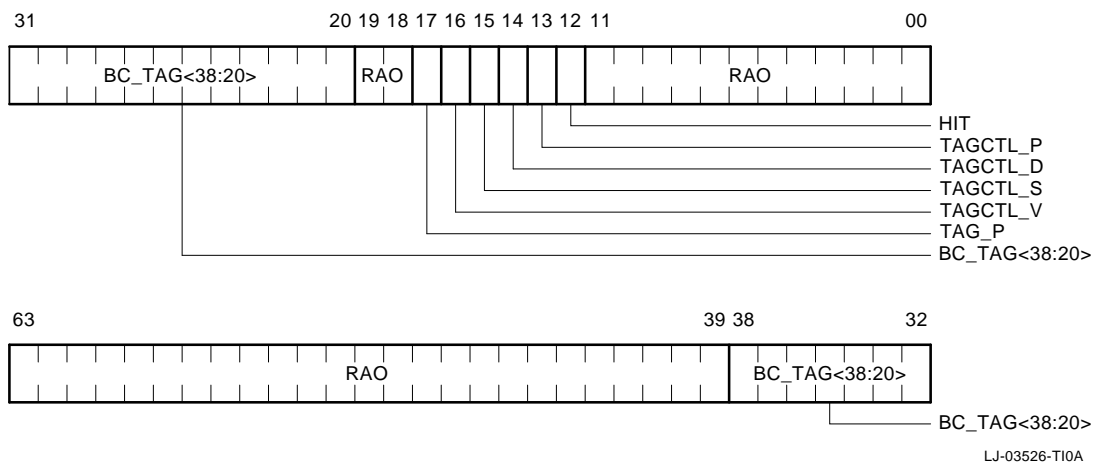 31 20 19 18 17 16 15 14 13 12 11 00
BC_TAG<38:20> RAO RAO
HIT
TAGCTL_P
TAGCTL_D
TAGCTL_S
TAGCTL_V
TAG_P
BC_TAG<38:20>
63 39 38 32
RAO BC_TAG<38:20>
BC_TAG<38:20>
LJ-03526-TI0A